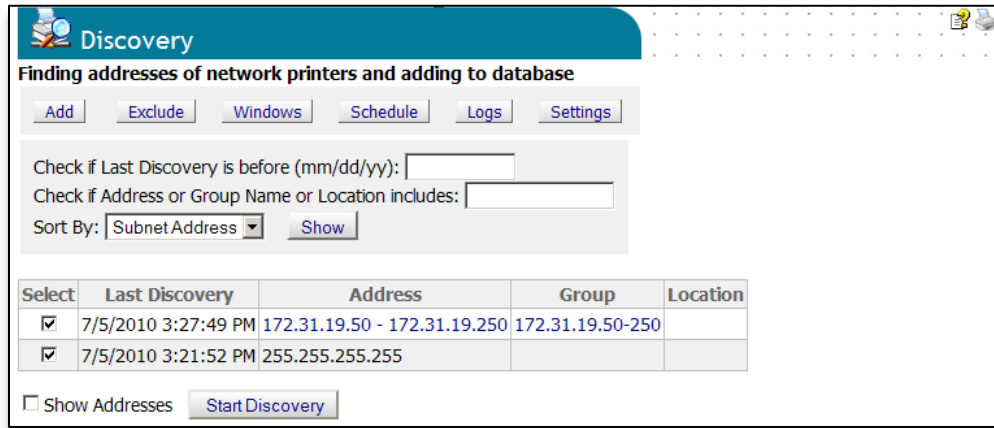 Discovery
Finding addresses of network printers and adding to database
Add Exclude Windows Schedule Logs Settings
Check if Last Discovery is before (mm/dd/yy):
Check if Address or Group Name or Location includes:
Sort By: Subnet Address Show
Select Last Discovery Address Group Location
7/5/2010 3:27:49 PM 172.31.19.50 - 172.31.19.250 172.31.19.50-250
7/5/2010 3:21:52 PM 255.255.255.255
Show Addresses Start Discovery